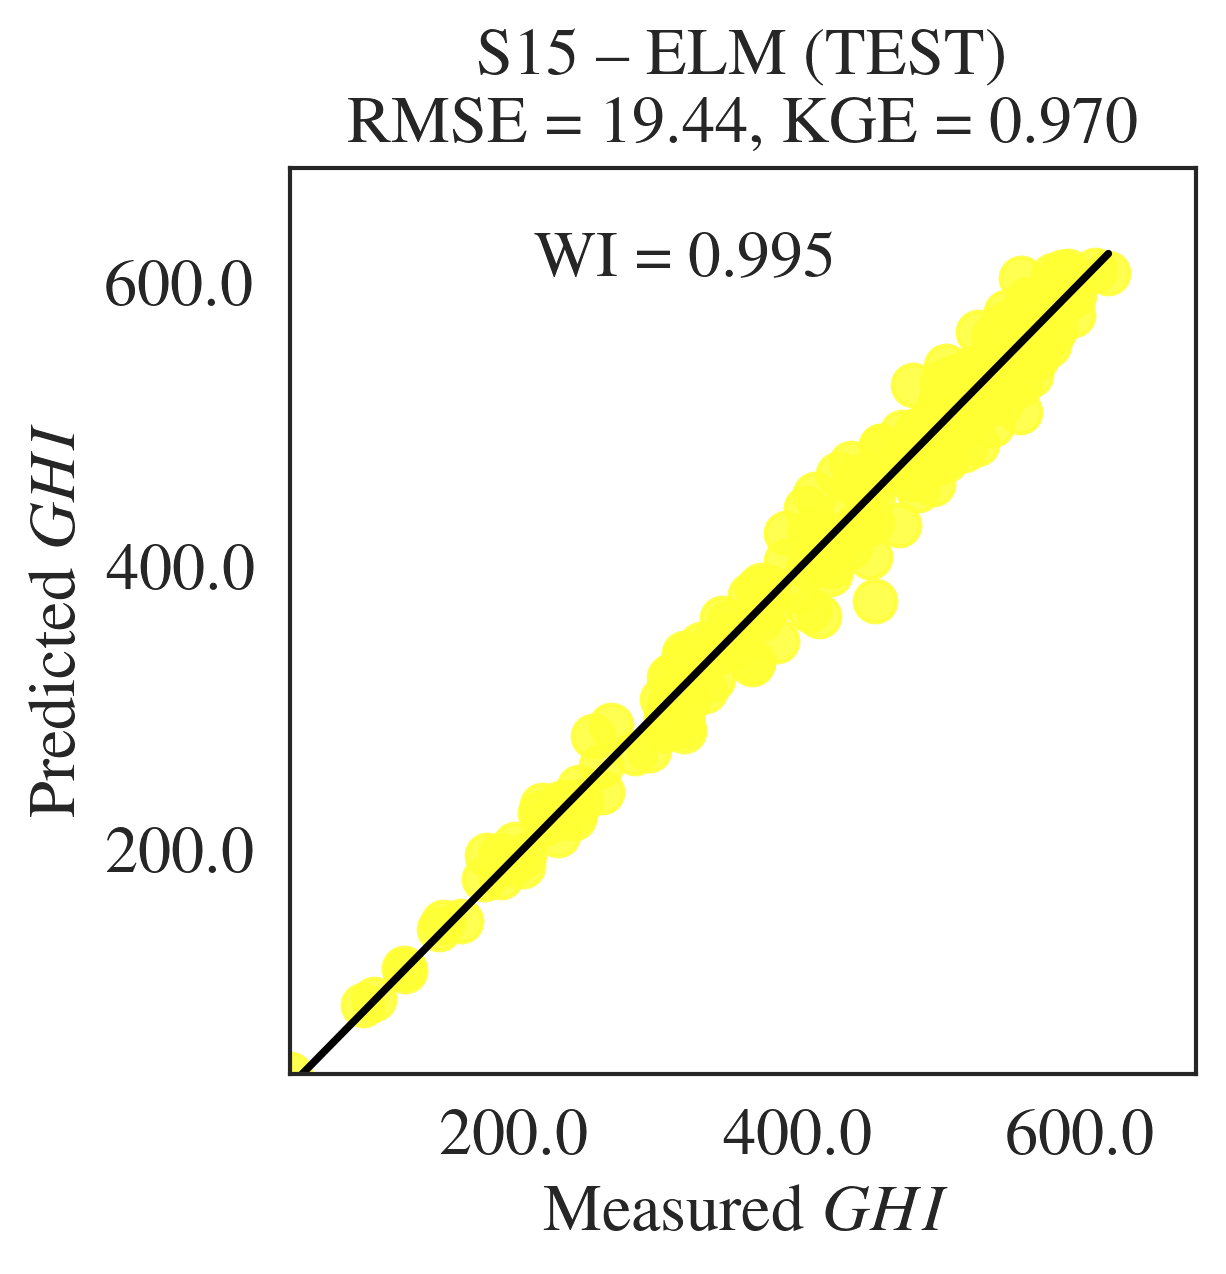 S15 – ELM (TEST)
RMSE = 19.44, KGE = 0.970
WI = 0.995
600.0
400.0
200.0
Predicted GHI
200.0 400.0 600.0
Measured GHI